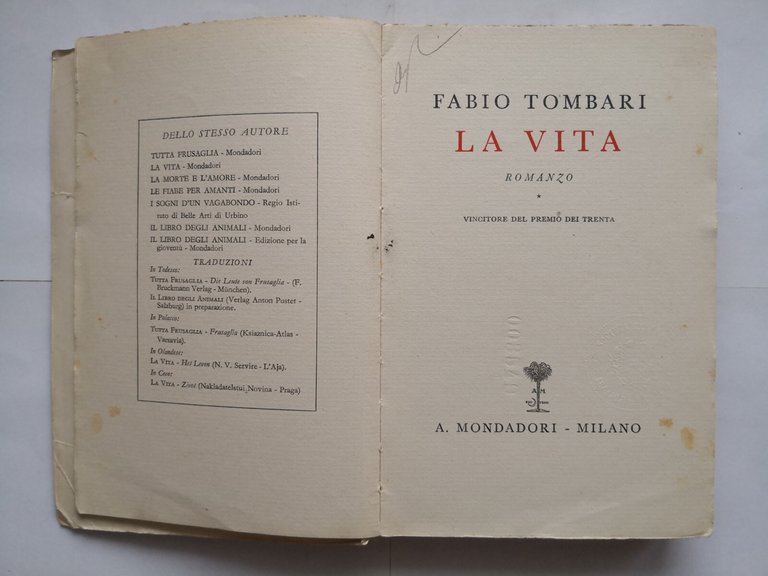 DELLO STESSO AUTORE
TUTTA FRUSAGLIA - Mondadori
LA VITA - Mondadori
LA MORTE E L'AMORE - Mondadori
LE FIABE PER AMANTI - Mondadori
I SOGNI D'UN VAGABONDO - Regio Isti-
tuto di Belle Arti di Urbino
IL LIBRO DEGLI ANIMALI - Mondadori
IL LIBRO DEGLI ANIMALI - Edizione per la
gioventù - Mondadori
TRADUZIONI
In Tedesco:
TUTTA FRUSAGLIA - Die Leute von Frusaglia - (F.
Bruckmann Verlag - München).
IL LIBRO DEGLI ANIMALI (Verlag Anton Pustet -
Salzburg) in preparazione.
In Polacco:
TUTTA FRUSAGLIA - Frusaglia (Ksiaznica-Atlas -
Varsavia).
In Olandese:
LA VITA - Het Leven (N. V. Servire - L'Aja).
In Ceco:
LA VITA - Zivot (Nakladatelstui Novina - Praga)
FABIO TOMBARI
LA VITA
ROMANZO
*
VINCITORE DEL PREMIO DEI TRENTA
A. MONDADORI - MILANO